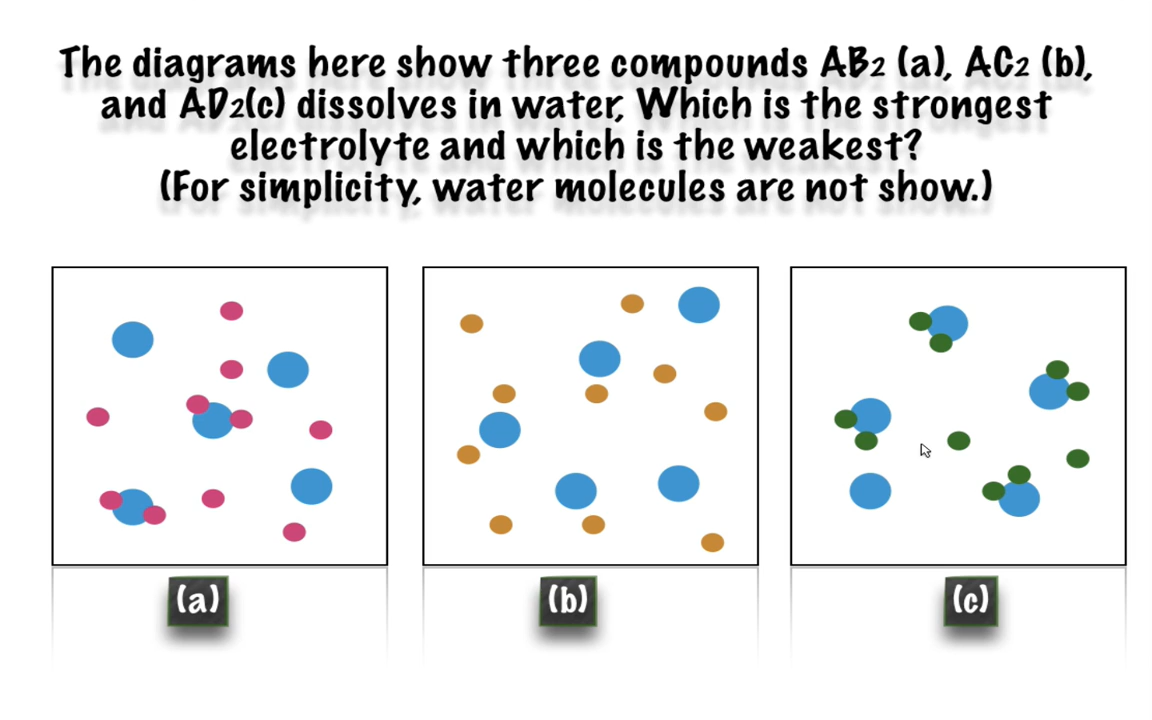 The diagrams here show three compounds AB2 (a), AC2 (b),
and AD2(c) dissolves in water, Which is the strongest
electrolyte and which is the weakest?
(For simplicity, water molecules are not show.)
(a) (b) (c)